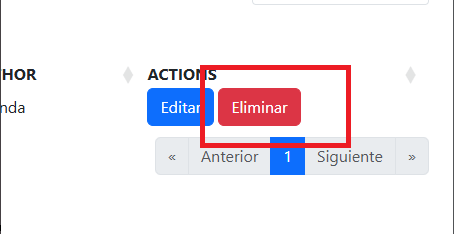 HOR ACTIONS
nda Editar Eliminar
« Anterior 1 Siguiente »